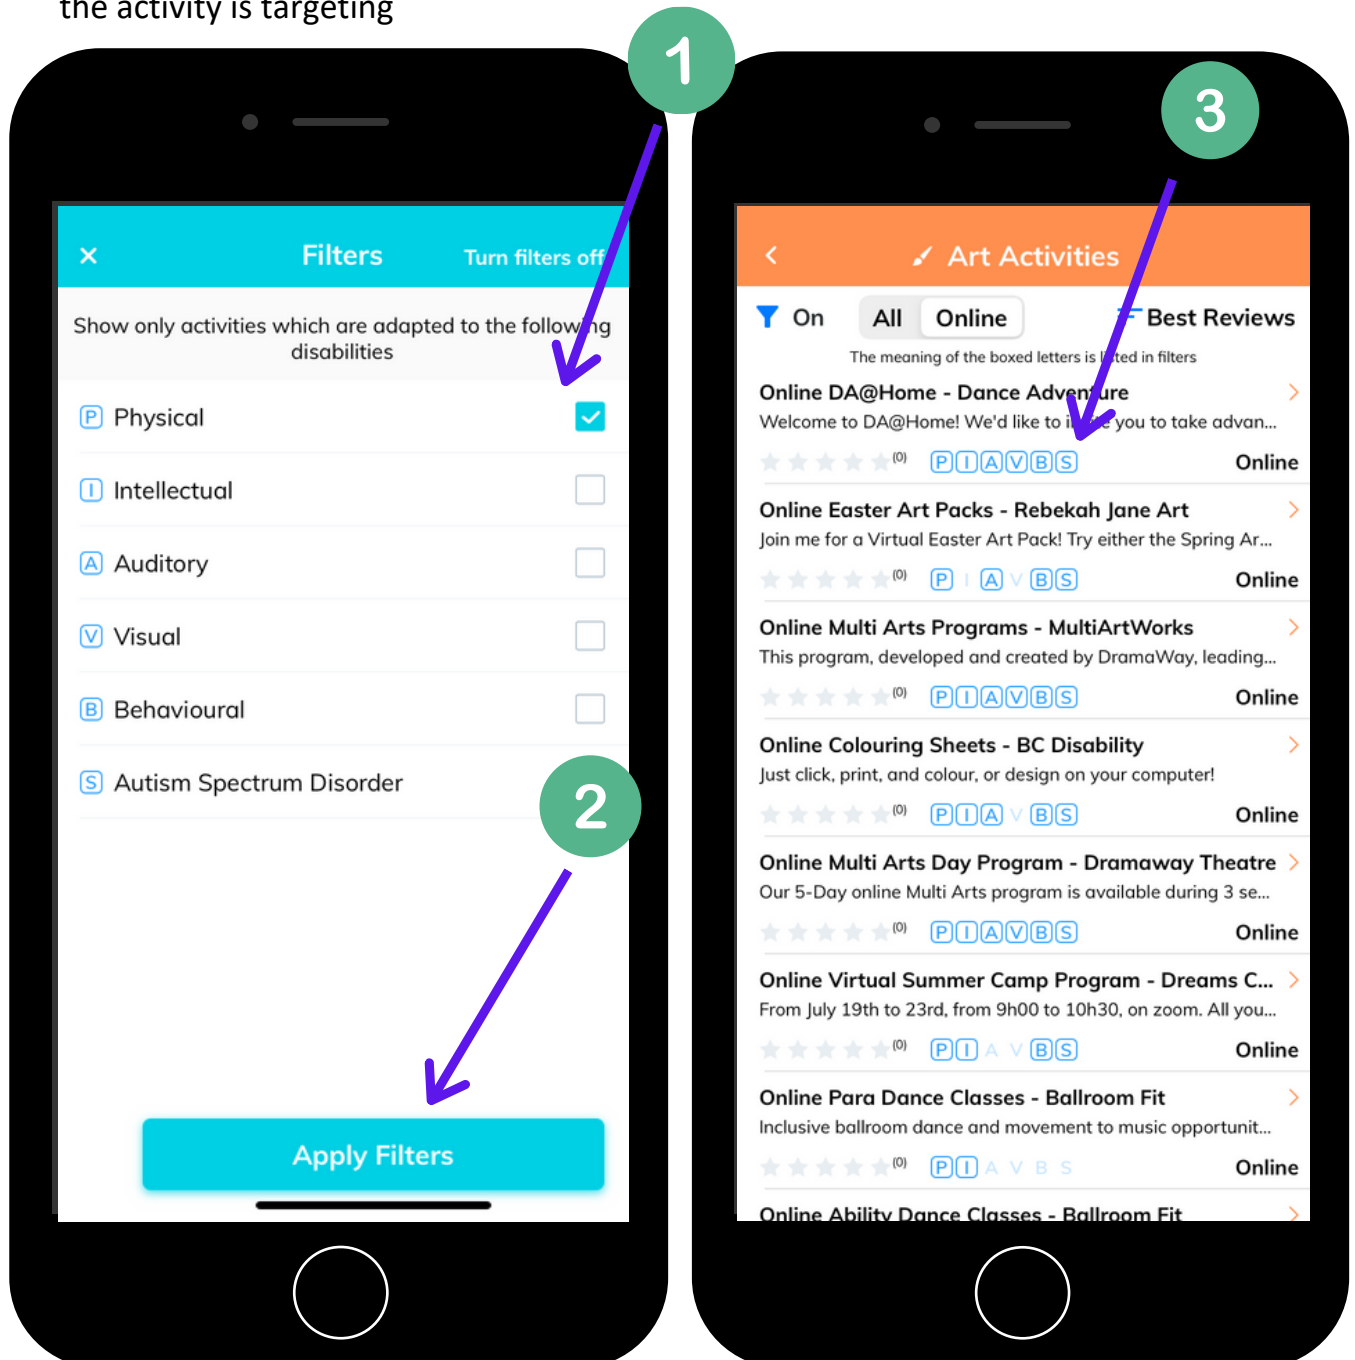 the activity is targeting
1
3
Filters
Turn filters off
Show only activities which are adapted to the following
disabilities
P Physical
I Intellectual
A Auditory
V Visual
B Behavioural
S Autism Spectrum Disorder
2
Apply Filters
Art Activities
On All Online Best Reviews
The meaning of the boxed letters is listed in filters
Online DA@Home - Dance Adventure
Welcome to DA@Home! We'd like to invite you to take advan...
(0) P I A V B S Online
Online Easter Art Packs - Rebekah Jane Art
Join me for a Virtual Easter Art Pack! Try either the Spring Ar...
(0) P I A V B S Online
Online Multi Arts Programs - MultiArtWorks
This program, developed and created by DramaWay, leading...
(0) P I A V B S Online
Online Colouring Sheets - BC Disability
Just click, print, and colour, or design on your computer!
(0) P I A V B S Online
Online Multi Arts Day Program - Dramaway Theatre
Our 5-Day online Multi Arts program is available during 3 se...
(0) P I A V B S Online
Online Virtual Summer Camp Program - Dreams C...
From July 19th to 23rd, from 9h00 to 10h30, on zoom. All you...
(0) P I A V B S Online
Online Para Dance Classes - Ballroom Fit
Inclusive ballroom dance and movement to music opportunit...
(0) P I A V B S Online
Online Ability Dance Classes - Ballroom Fit